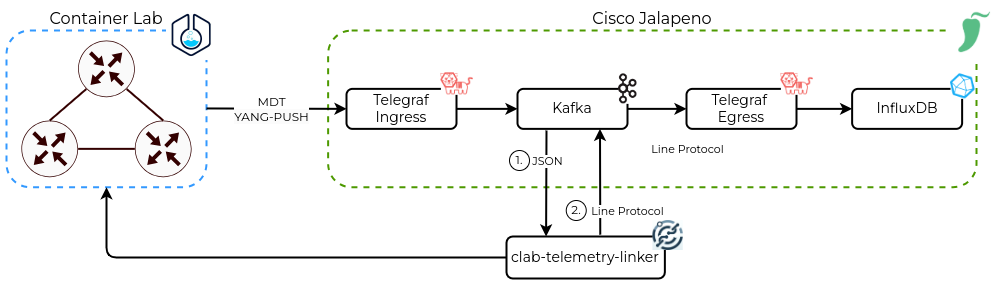 Container Lab
Cisco Jalapeno
MDT
YANG-PUSH
Telegraf
Ingress
Kafka
Telegraf
Egress
InfluxDB
Line Protocol
1. JSON
2. Line Protocol
clab-telemetry-linker